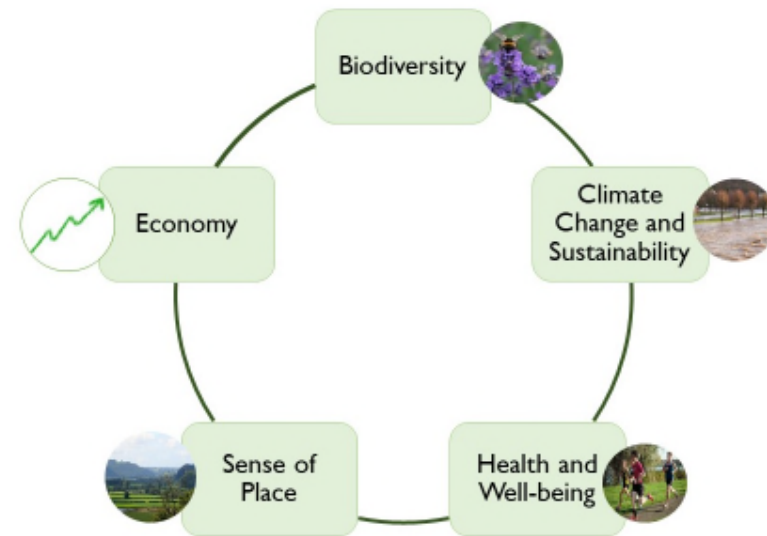 Biodiversity
Climate
Change and
Sustainability
Health and
Well-being
Sense of
Place
Economy